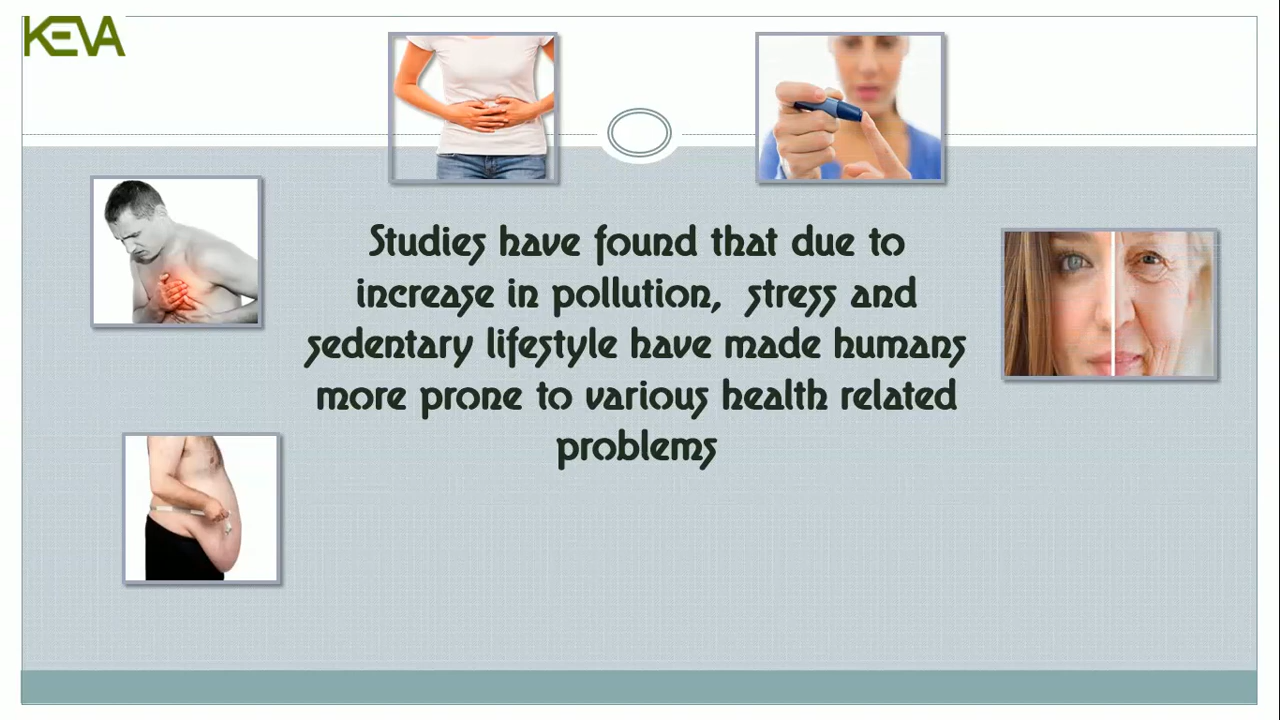 KEVA
Studies have found that due to
increase in pollution, stress and
sedentary lifestyle have made humans
more prone to various health related
problems